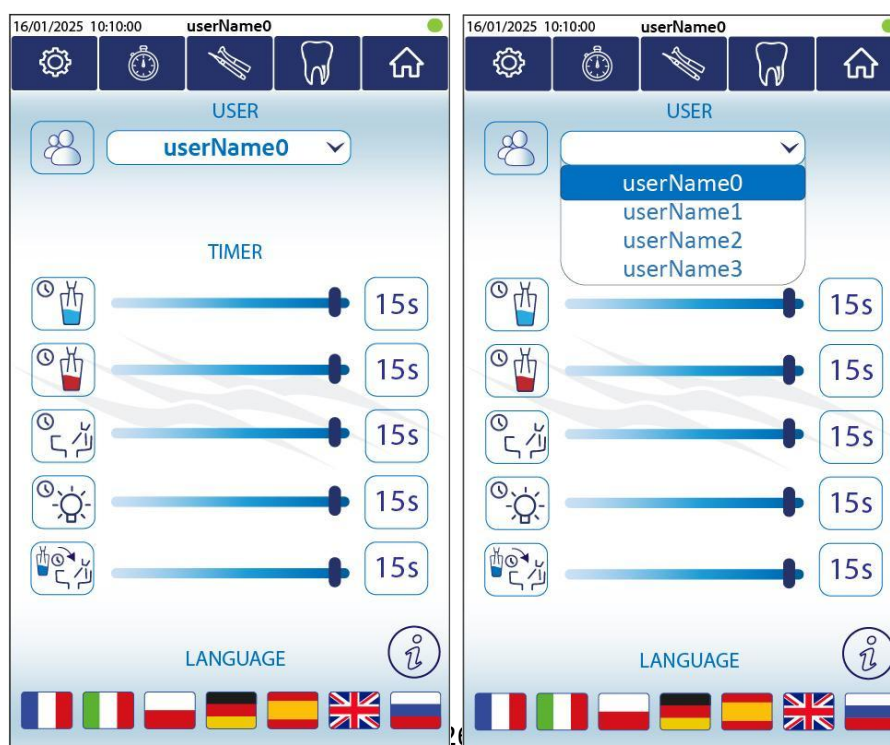 16/01/2025 10:10:00 userName0
USER
userName0
TIMER
15s
15s
15s
15s
15s
LANGUAGE
i
16/01/2025 10:10:00 userName0
USER
userName0
userName1
userName2
userName3
15s
15s
15s
15s
15s
LANGUAGE
i